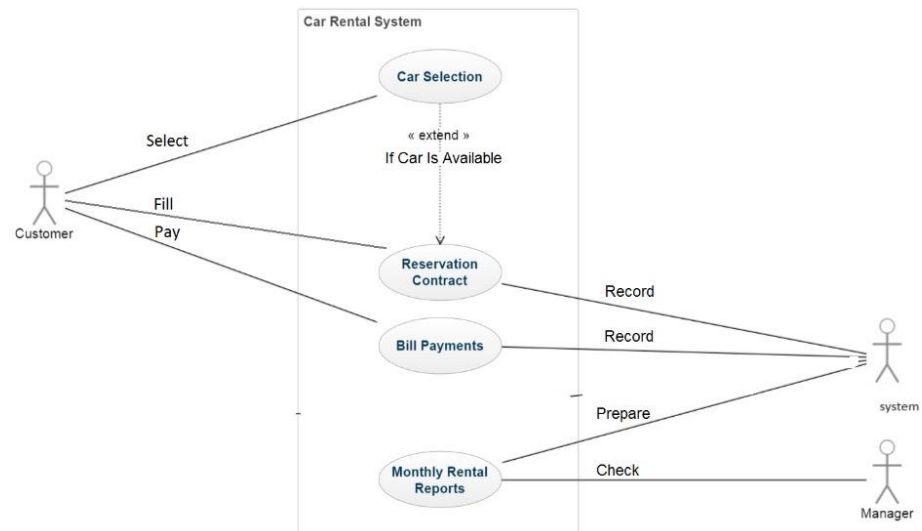 Car Rental System
Car Selection
Select
« extend »
If Car Is Available
Customer
Fill
Pay
Reservation
Contract
Record
Bill Payments
Record
system
Prepare
Monthly Rental
Reports
Check
Manager